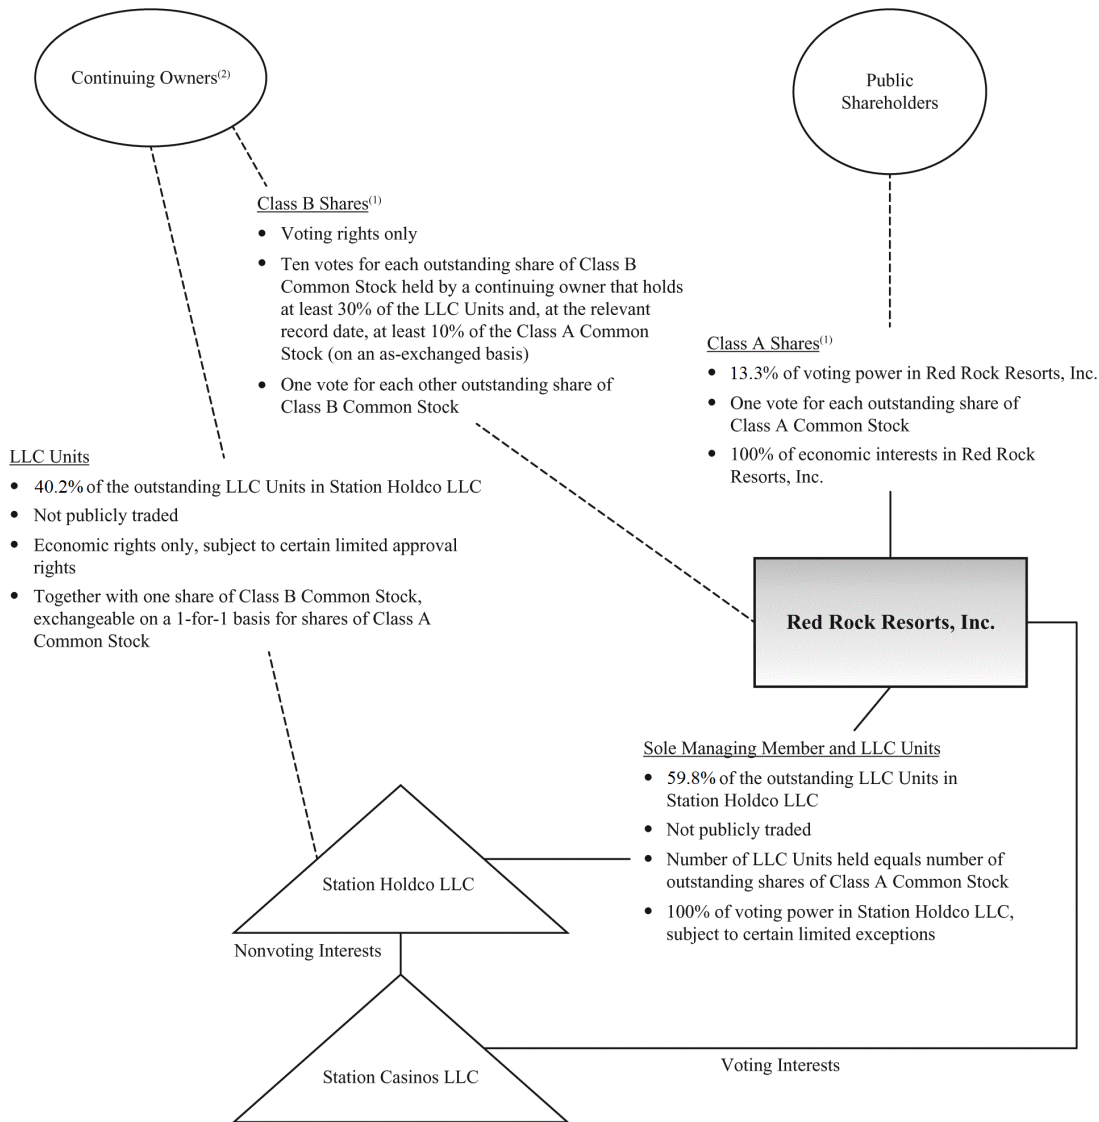 Continuing Owners(2)
Public
Shareholders
Class B Shares(1)
• Voting rights only
• Ten votes for each outstanding share of Class B
Common Stock held by a continuing owner that holds
at least 30% of the LLC Units and, at the relevant
record date, at least 10% of the Class A Common
Stock (on an as-exchanged basis)
• One vote for each other outstanding share of
Class B Common Stock
Class A Shares(1)
• 13.3% of voting power in Red Rock Resorts, Inc.
• One vote for each outstanding share of
Class A Common Stock
• 100% of economic interests in Red Rock
Resorts, Inc.
LLC Units
• 40.2% of the outstanding LLC Units in Station Holdco LLC
• Not publicly traded
• Economic rights only, subject to certain limited approval
rights
• Together with one share of Class B Common Stock,
exchangeable on a 1-for-1 basis for shares of Class A
Common Stock
Red Rock Resorts, Inc.
Sole Managing Member and LLC Units
• 59.8% of the outstanding LLC Units in
Station Holdco LLC
• Not publicly traded
• Number of LLC Units held equals number of
outstanding shares of Class A Common Stock
• 100% of voting power in Station Holdco LLC,
subject to certain limited exceptions
Station Holdco LLC
Nonvoting Interests
Station Casinos LLC
Voting Interests